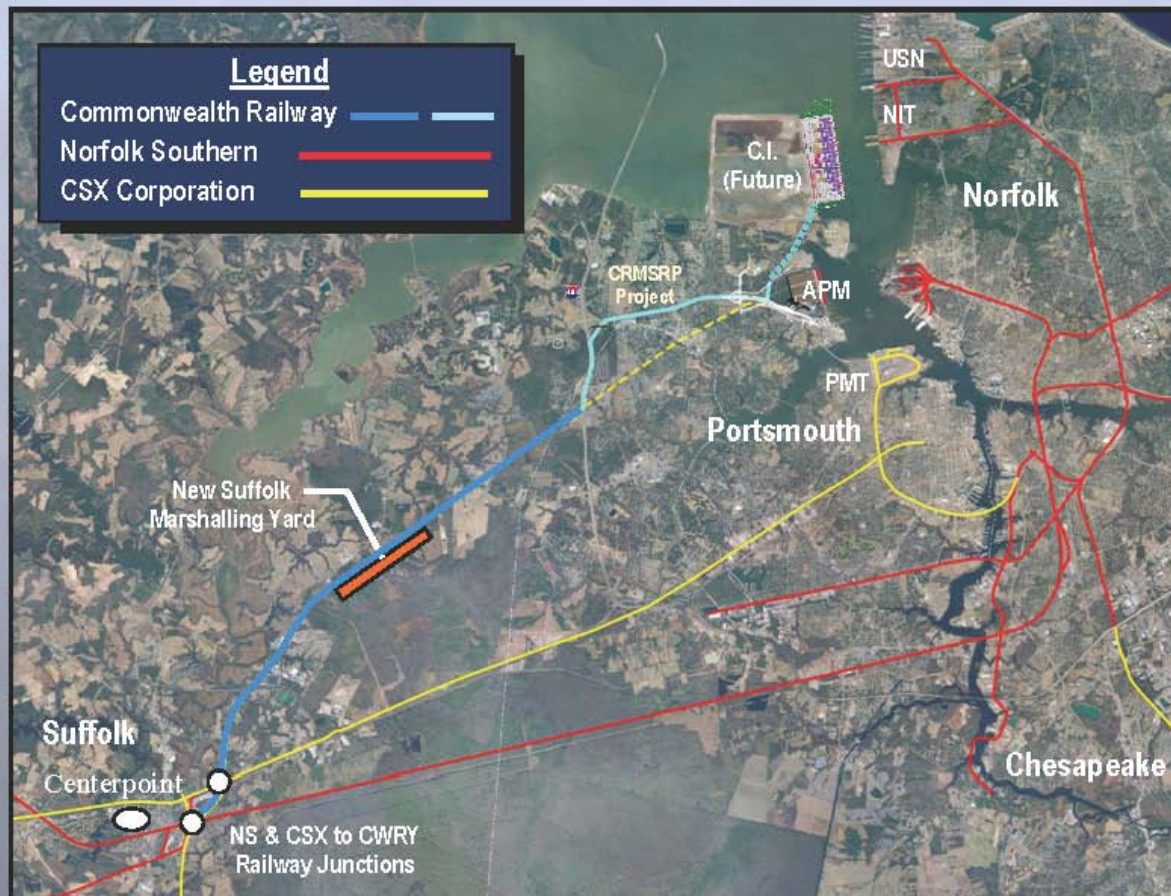 Legend
Commonwealth Railway
Norfolk Southern
CSX Corporation
USN
NIT
C.I.
(Future)
Norfolk
CRMSRP
Project
APM
PMT
Portsmouth
New Suffolk
Marshalling Yard
Suffolk
Centerpoint
Chesapeake
NS & CSX to CWRY
Railway Junctions